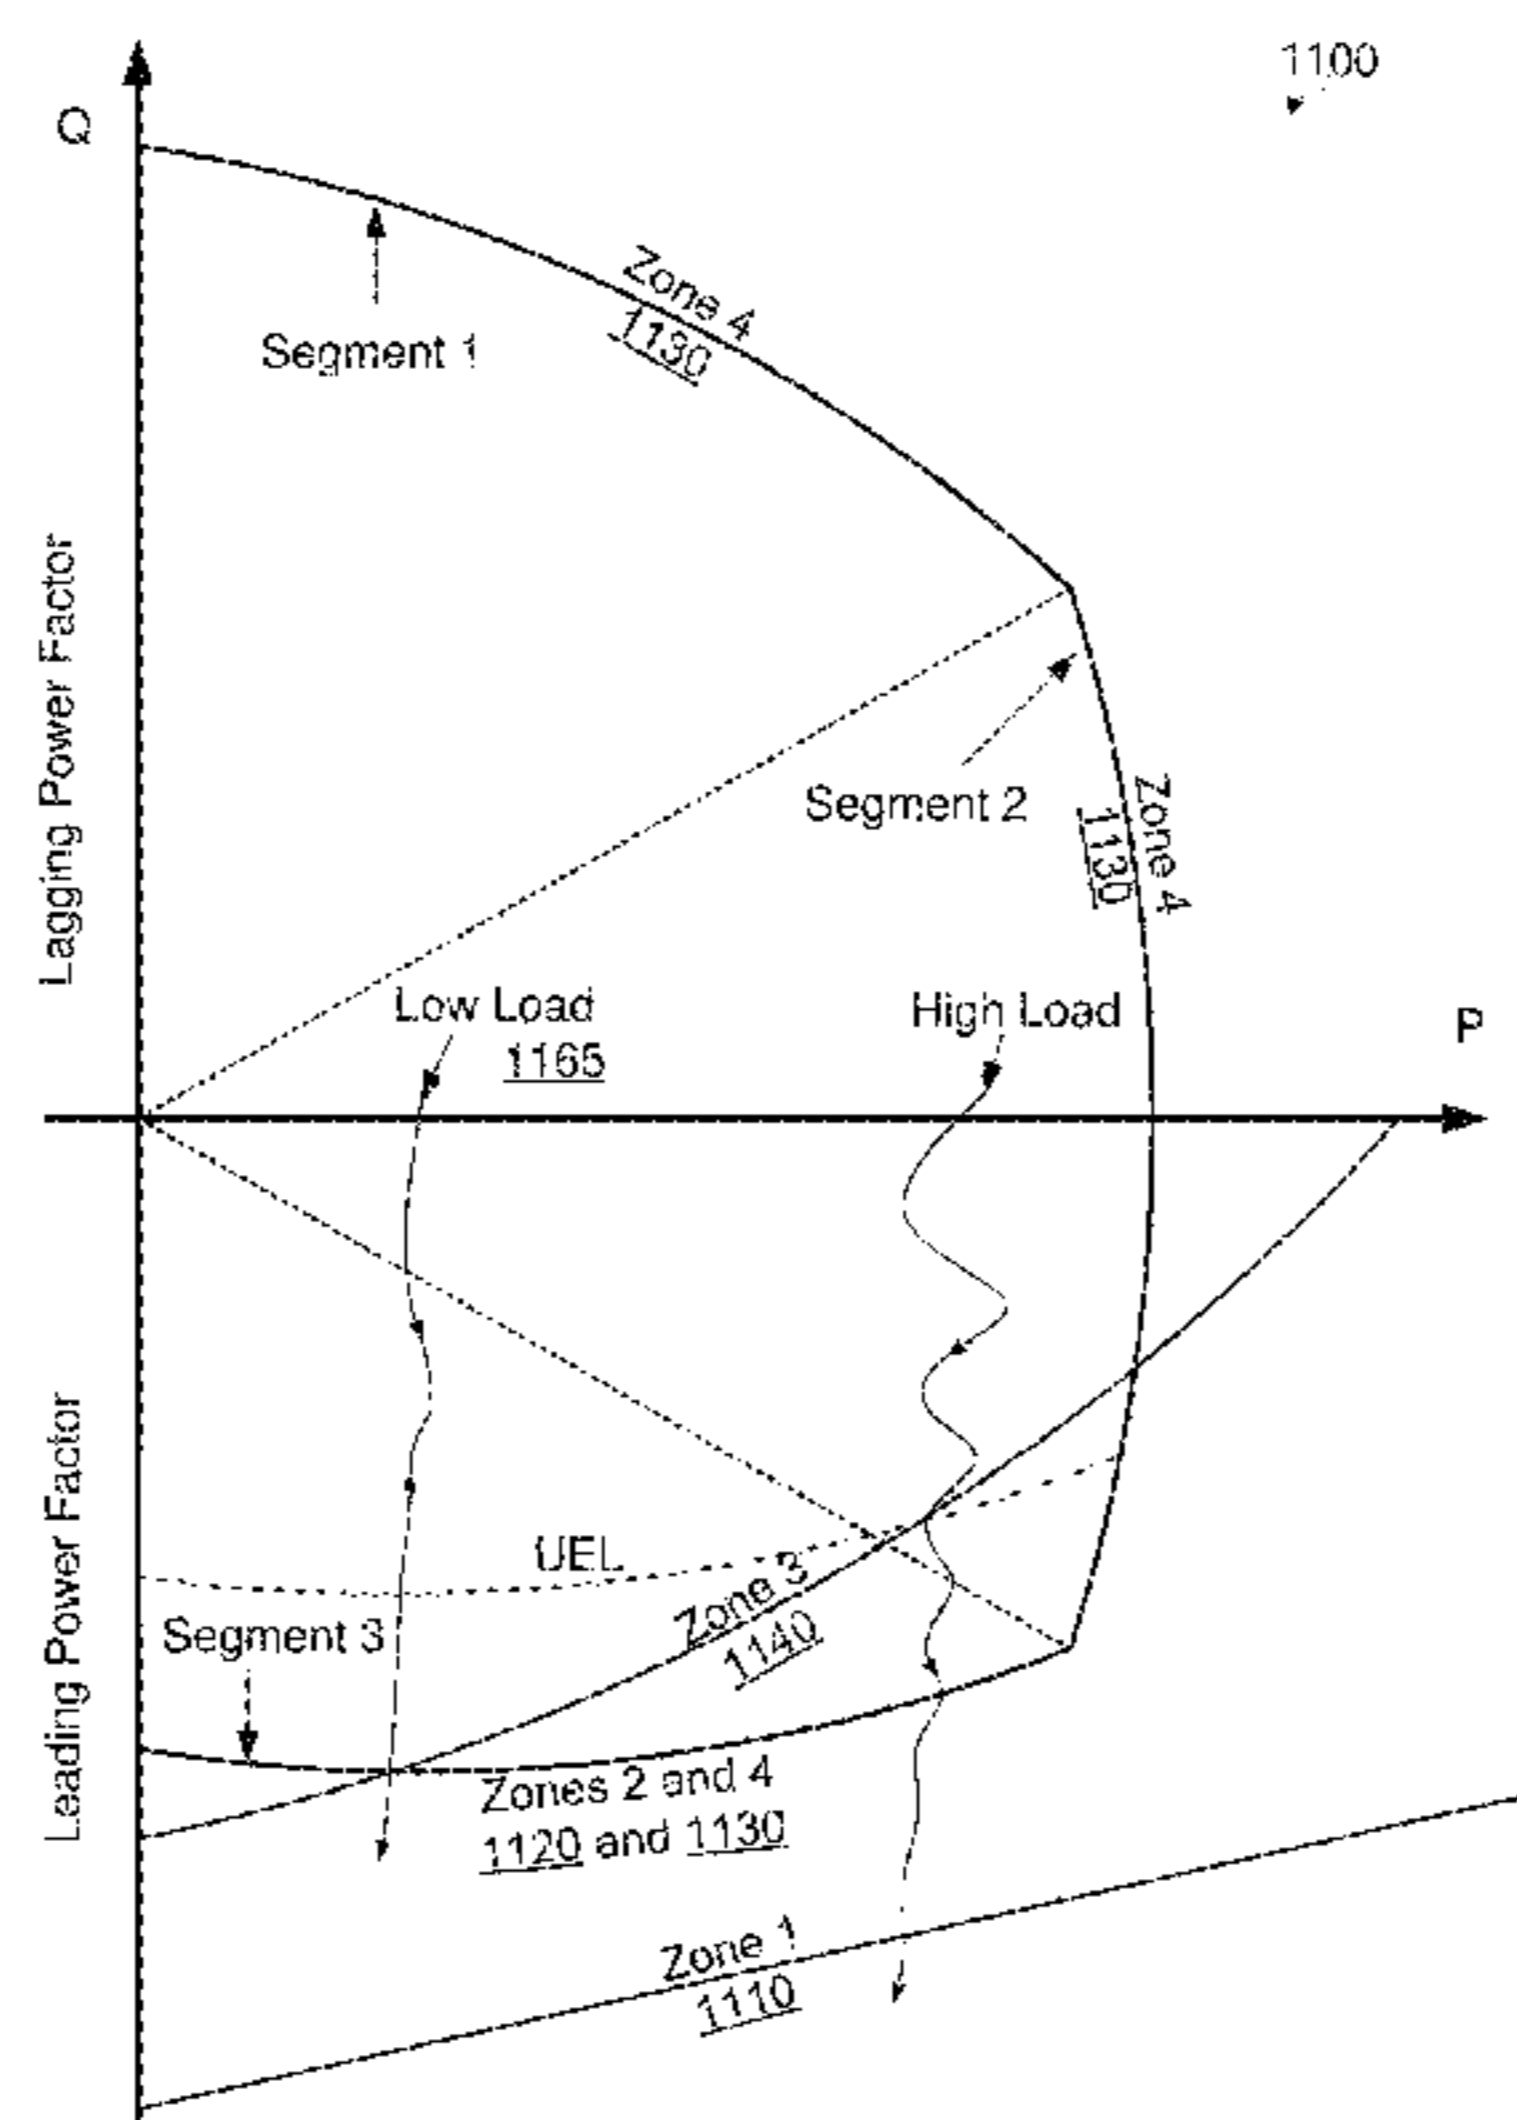 1100
Q
Zone 4
1130
Segment 1
Lagging Power Factor
Segment 2
Zone 4
1130
Low Load
1165
High Load
P
Leading Power Factor
UEL
Zone 3
1140
Segment 3
Zones 2 and 4
1120 and 1130
Zone 1
1110